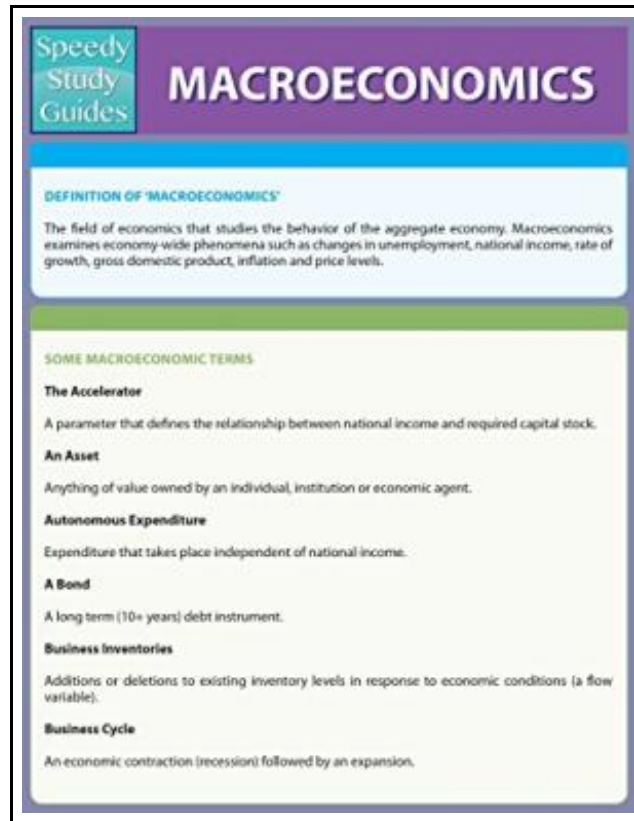 Speedy
Study
Guides
MACROECONOMICS
DEFINITION OF 'MACROECONOMICS'
The field of economics that studies the behavior of the aggregate economy. Macroeconomics
examines economy-wide phenomena such as changes in unemployment, national income, rate of
growth, gross domestic product, inflation and price levels.
SOME MACROECONOMIC TERMS
The Accelerator
A parameter that defines the relationship between national income and required capital stock.
An Asset
Anything of value owned by an individual, institution or economic agent.
Autonomous Expenditure
Expenditure that takes place independent of national income.
A Bond
A long term (10+ years) debt instrument.
Business Inventories
Additions or deletions to existing inventory levels in response to economic conditions (a flow
variable).
Business Cycle
An economic contraction (recession) followed by an expansion.